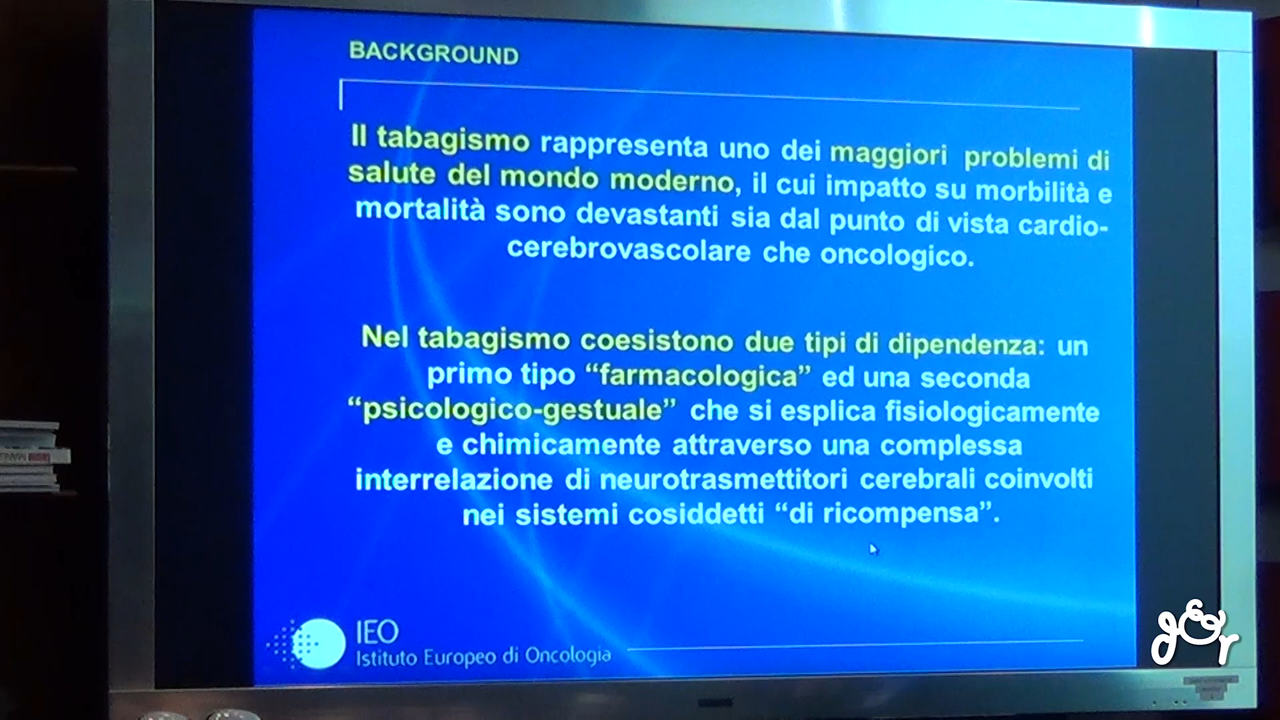 BACKGROUND
Il tabagismo rappresenta uno dei maggiori problemi di
salute del mondo moderno, il cui impatto su morbilità e
mortalità sono devastanti sia dal punto di vista cardio-
cerebrovascolare che oncologico.
Nel tabagismo coesistono due tipi di dipendenza: un
primo tipo “farmacologica” ed una seconda
“psicologico-gestuale” che si esplica fisiologicamente
e chimicamente attraverso una complessa
interrelazione di neurotrasmettitori cerebrali coinvolti
nei sistemi cosiddetti “di ricompensa”.
IEO
Istituto Europeo di Oncologia
g&r